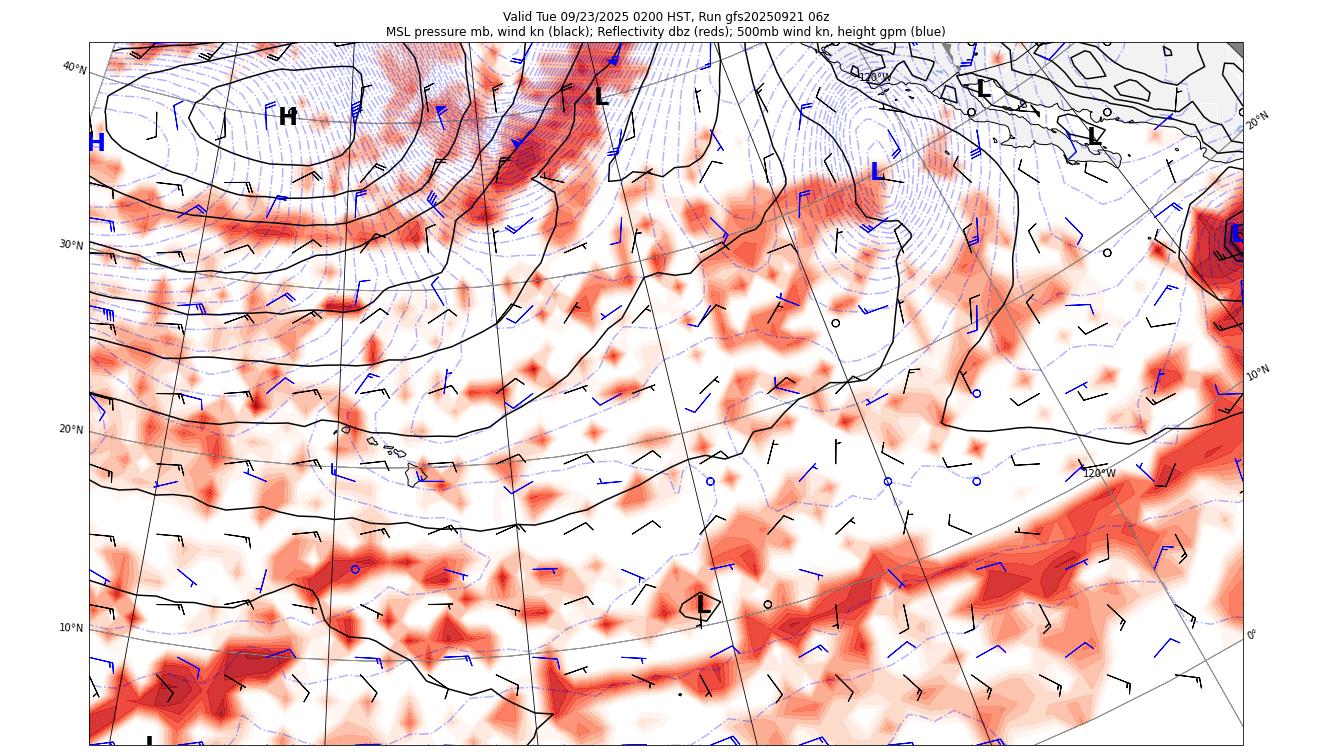 Valid Tue 09/23/2025 0200 HST, Run gfs20250921 06z
MSL pressure mb, wind kn (black); Reflectivity dbz (reds); 500mb wind kn, height gpm (blue)
40°N
120°W
L
L
H
20°N
L
H
L
30°N
L
10°N
20°N
120°W
L
10°N
0°
L